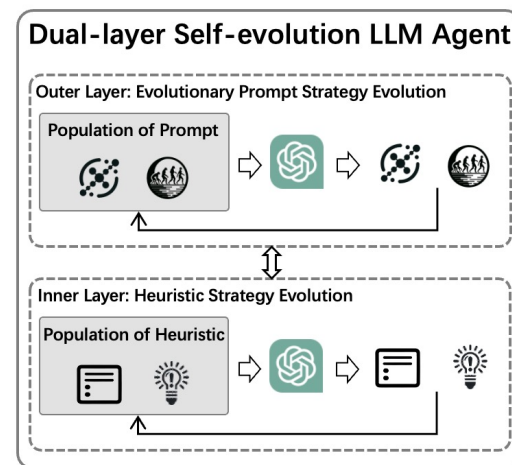 Dual-layer Self-evolution LLM Agent
Outer Layer: Evolutionary Prompt Strategy Evolution
Population of Prompt
Inner Layer: Heuristic Strategy Evolution
Population of Heuristic